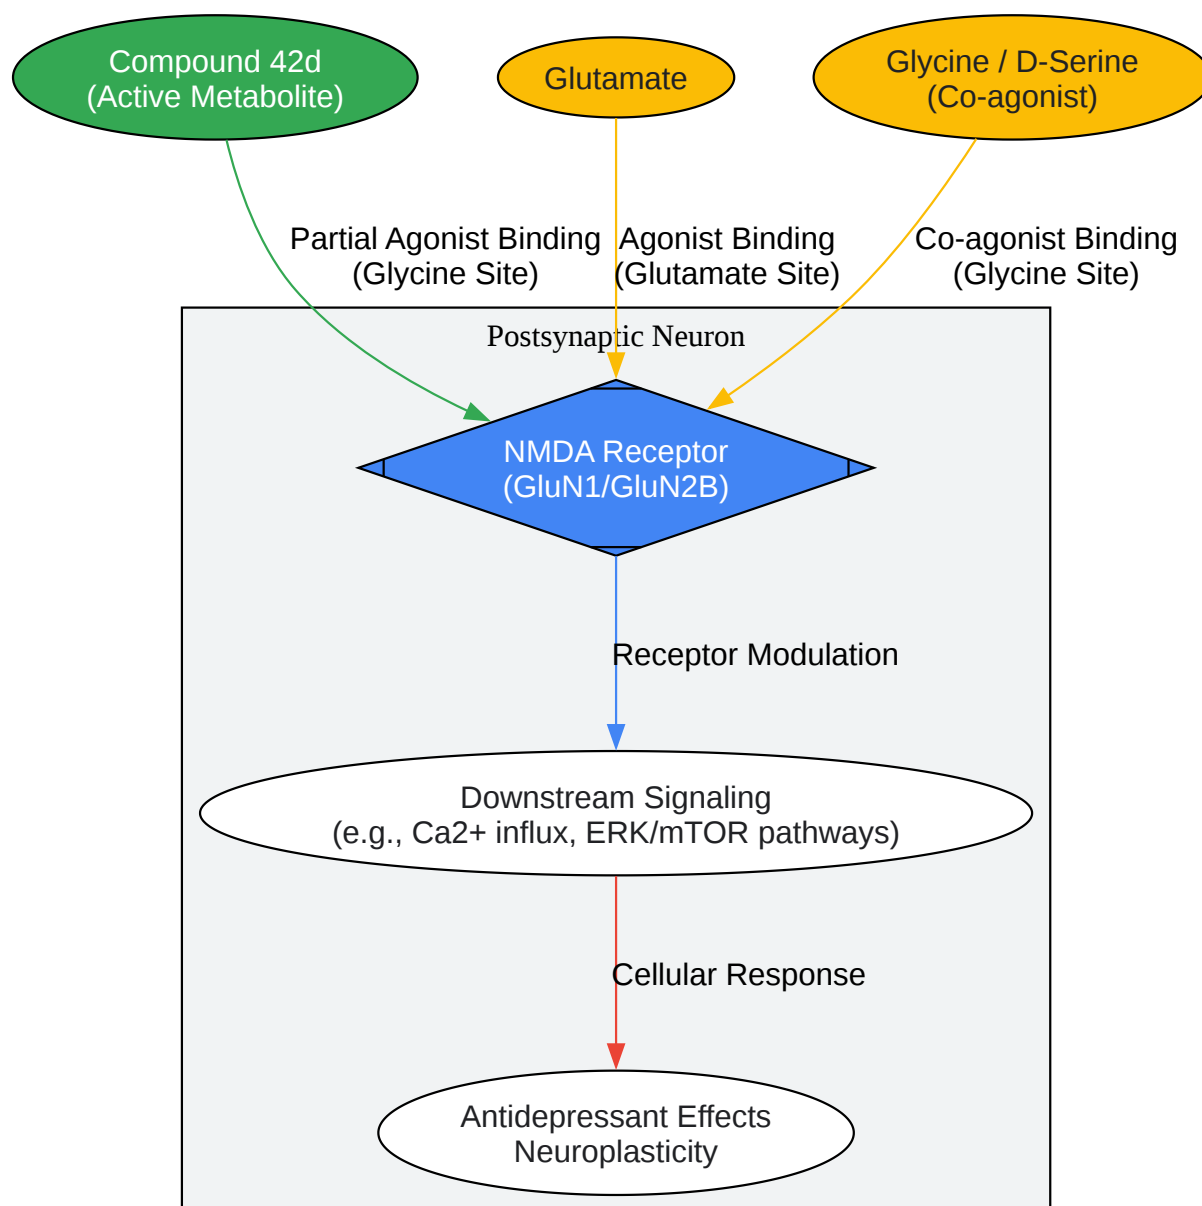 Compound 42d
(Active Metabolite)
Glutamate
Glycine / D-Serine
(Co-agonist)
Partial Agonist Binding
(Glycine Site)
Agonist Binding
(Glutamate Site)
Co-agonist Binding
(Glycine Site)
Postsynaptic Neuron
NMDA Receptor
(GluN1/GluN2B)
Receptor Modulation
Downstream Signaling
(e.g., Ca2+ influx, ERK/mTOR pathways)
Cellular Response
Antidepressant Effects
Neuroplasticity